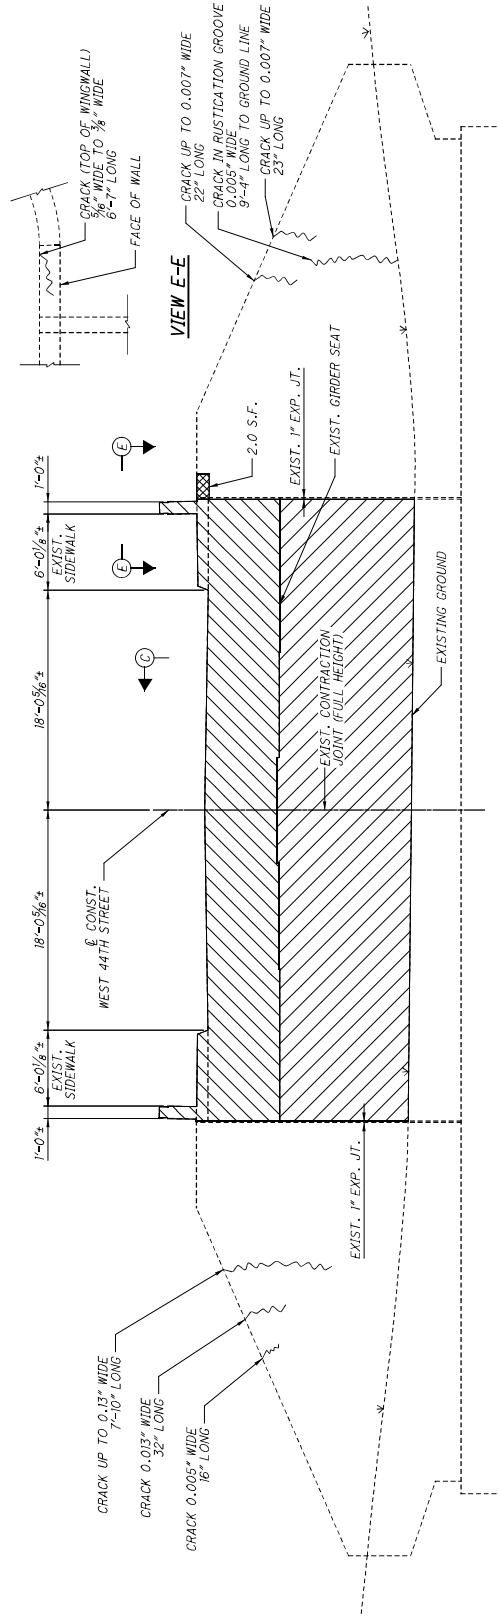 CRACK UP TO 0.13" WIDE
7'-10" LONG
CRACK 0.013" WIDE
32" LONG
CRACK 0.005" WIDE
16" LONG
1'-0"±
6'-0⅛"±
EXIST.
SIDEWALK
18'-0 5/16"±
℄ CONST.
WEST 44TH STREET
18'-0 5/16"±
6'-0⅛"±
EXIST.
SIDEWALK
1'-0"±
C
E
E
EXIST. 1" EXP. JT.
EXIST. CONTRACTION
JOINT (FULL HEIGHT)
EXISTING GROUND
2.0 S.F.
EXIST. 1" EXP. JT.
EXIST. GIRDER SEAT
VIEW E-E
CRACK (TOP OF WINGWALL)
5/16" WIDE TO 3/8" WIDE
6'-7" LONG
FACE OF WALL
CRACK UP TO 0.007" WIDE
22" LONG
CRACK IN RUSTICATION GROOVE
0.005" WIDE
9'-4" LONG TO GROUND LINE
CRACK UP TO 0.007" WIDE
23" LONG